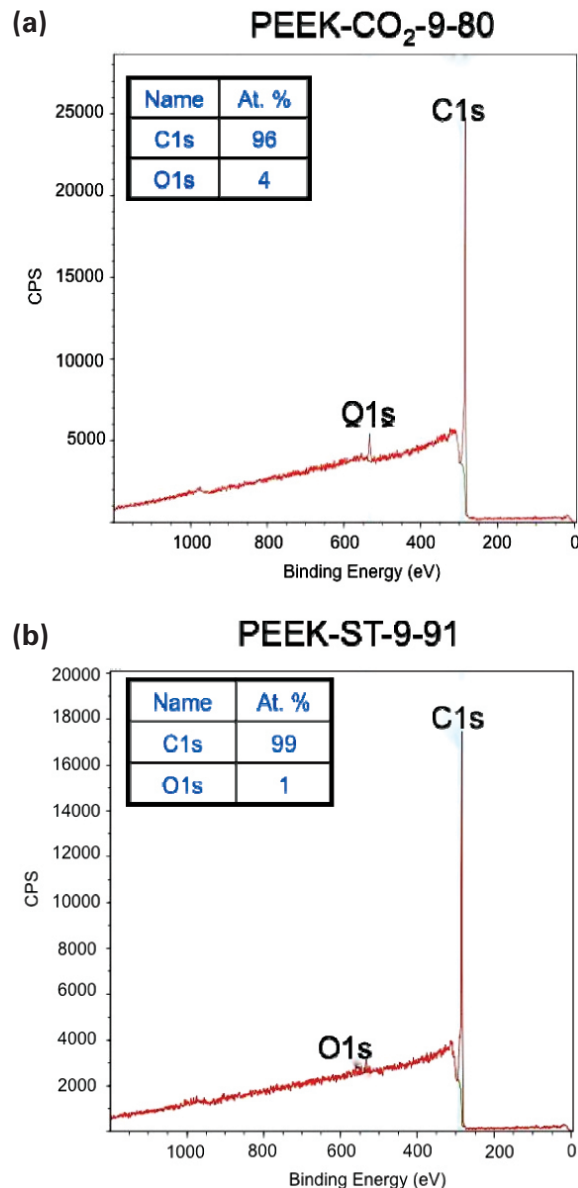 (a)
PEEK-CO₂-9-80
Name At. %
C1s 96
O1s 4
C1s
O1s
25000
20000
15000
10000
5000
CPS
1000 800 600 400 200 0
Binding Energy (eV)
(b)
PEEK-ST-9-91
Name At. %
C1s 99
O1s 1
C1s
O1s
20000
18000
16000
14000
12000
10000
8000
6000
4000
2000
CPS
1000 800 600 400 200 0
Binding Energy (eV)